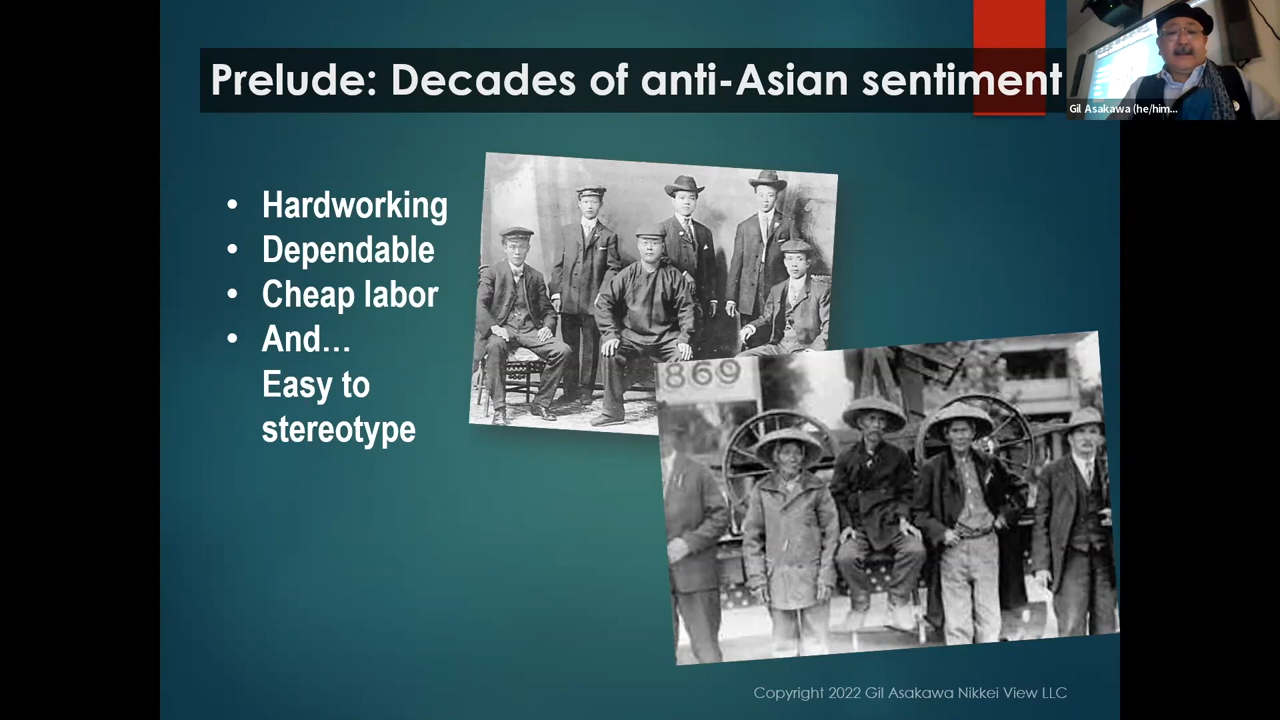 Prelude: Decades of anti-Asian sentiment
Gil Asakawa (he/him...
• Hardworking
• Dependable
• Cheap labor
• And...
Easy to
stereotype
869
Copyright 2022 Gil Asakawa Nikkei View LLC